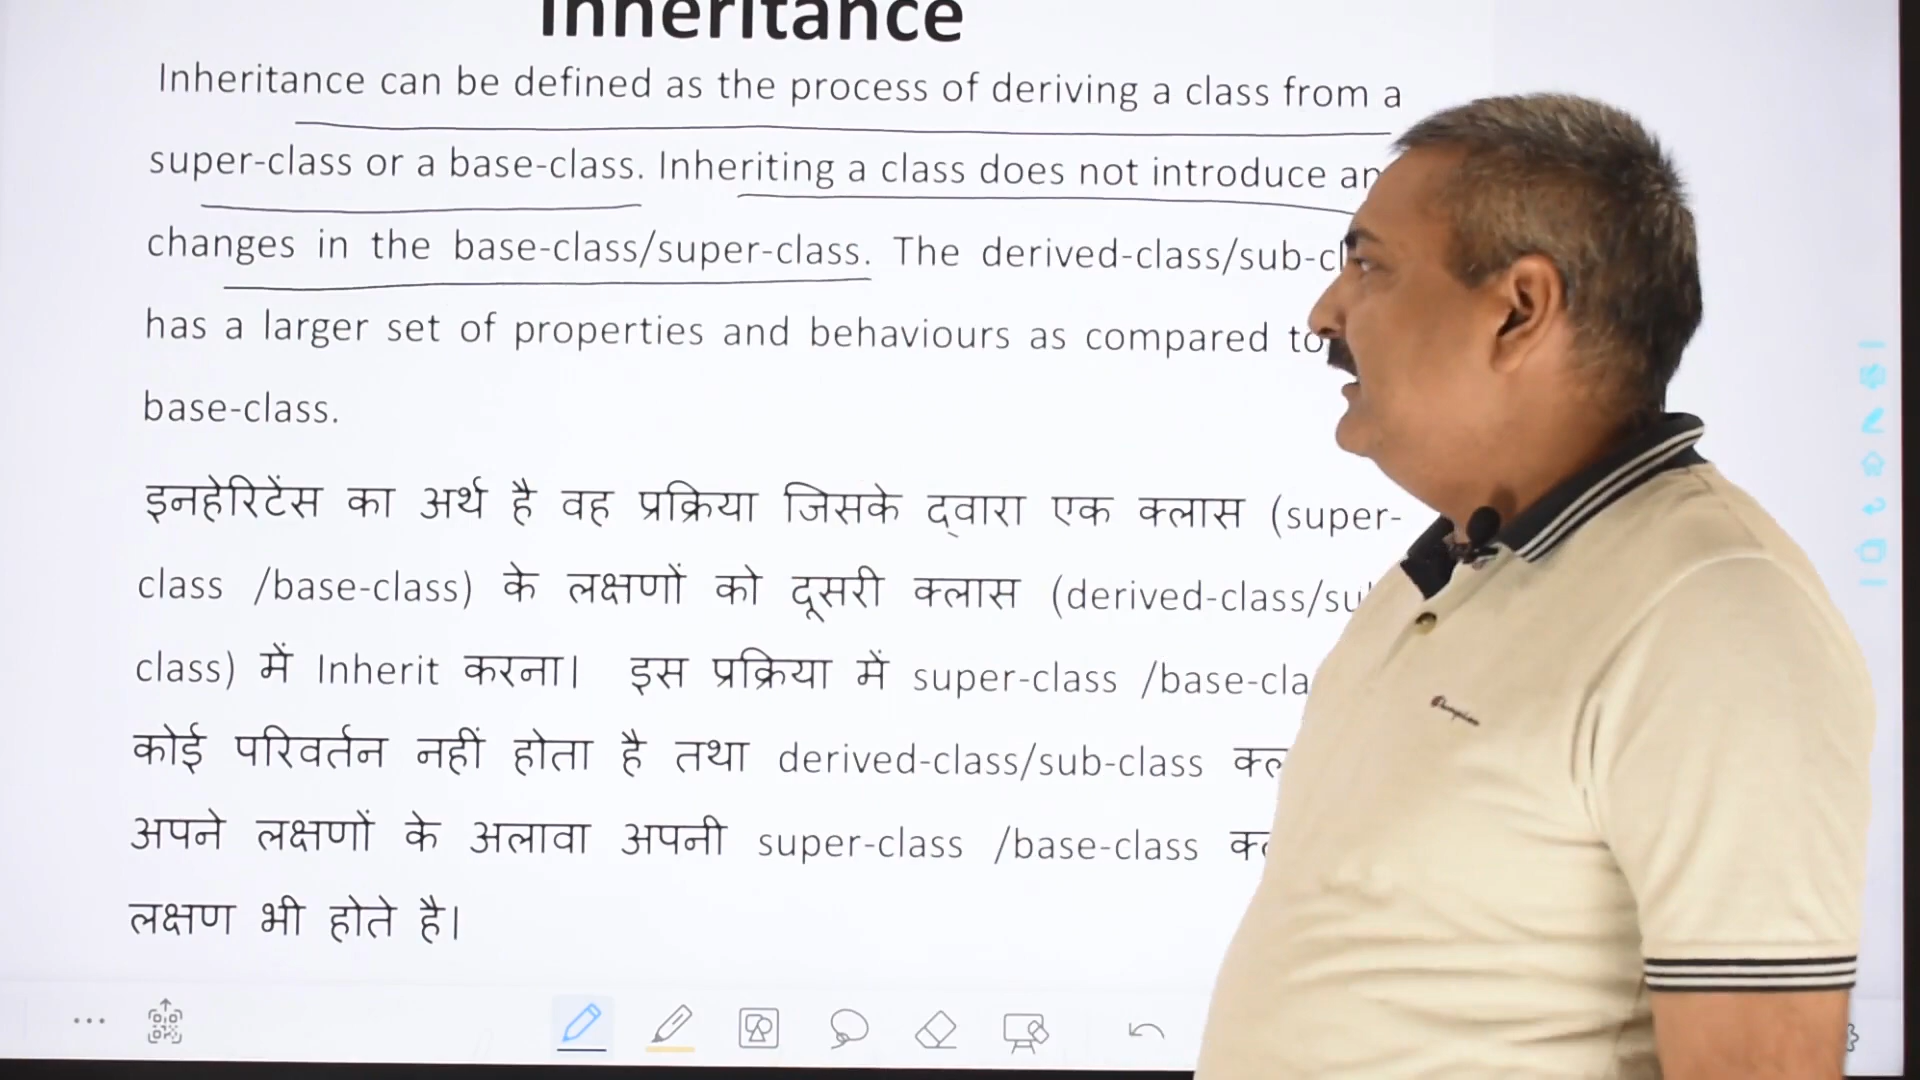 Inheritance
Inheritance can be defined as the process of deriving a class from a
super-class or a base-class. Inheriting a class does not introduce
changes in the base-class/super-class. The derived-class/sub-
has a larger set of properties and behaviours as compared to
base-class.
इनहेरिटेंस का अर्थ है वह प्रक्रिया जिसके द्वारा एक क्लास (super-
class /base-class) के लक्षणों को दूसरी क्लास (derived-class/
class) में Inherit करना। इस प्रक्रिया में super-class /base-
कोई परिवर्तन नहीं होता है तथा derived-class/sub-class
अपने लक्षणों के अलावा अपनी super-class /base-class
लक्षण भी होते है।
Champion